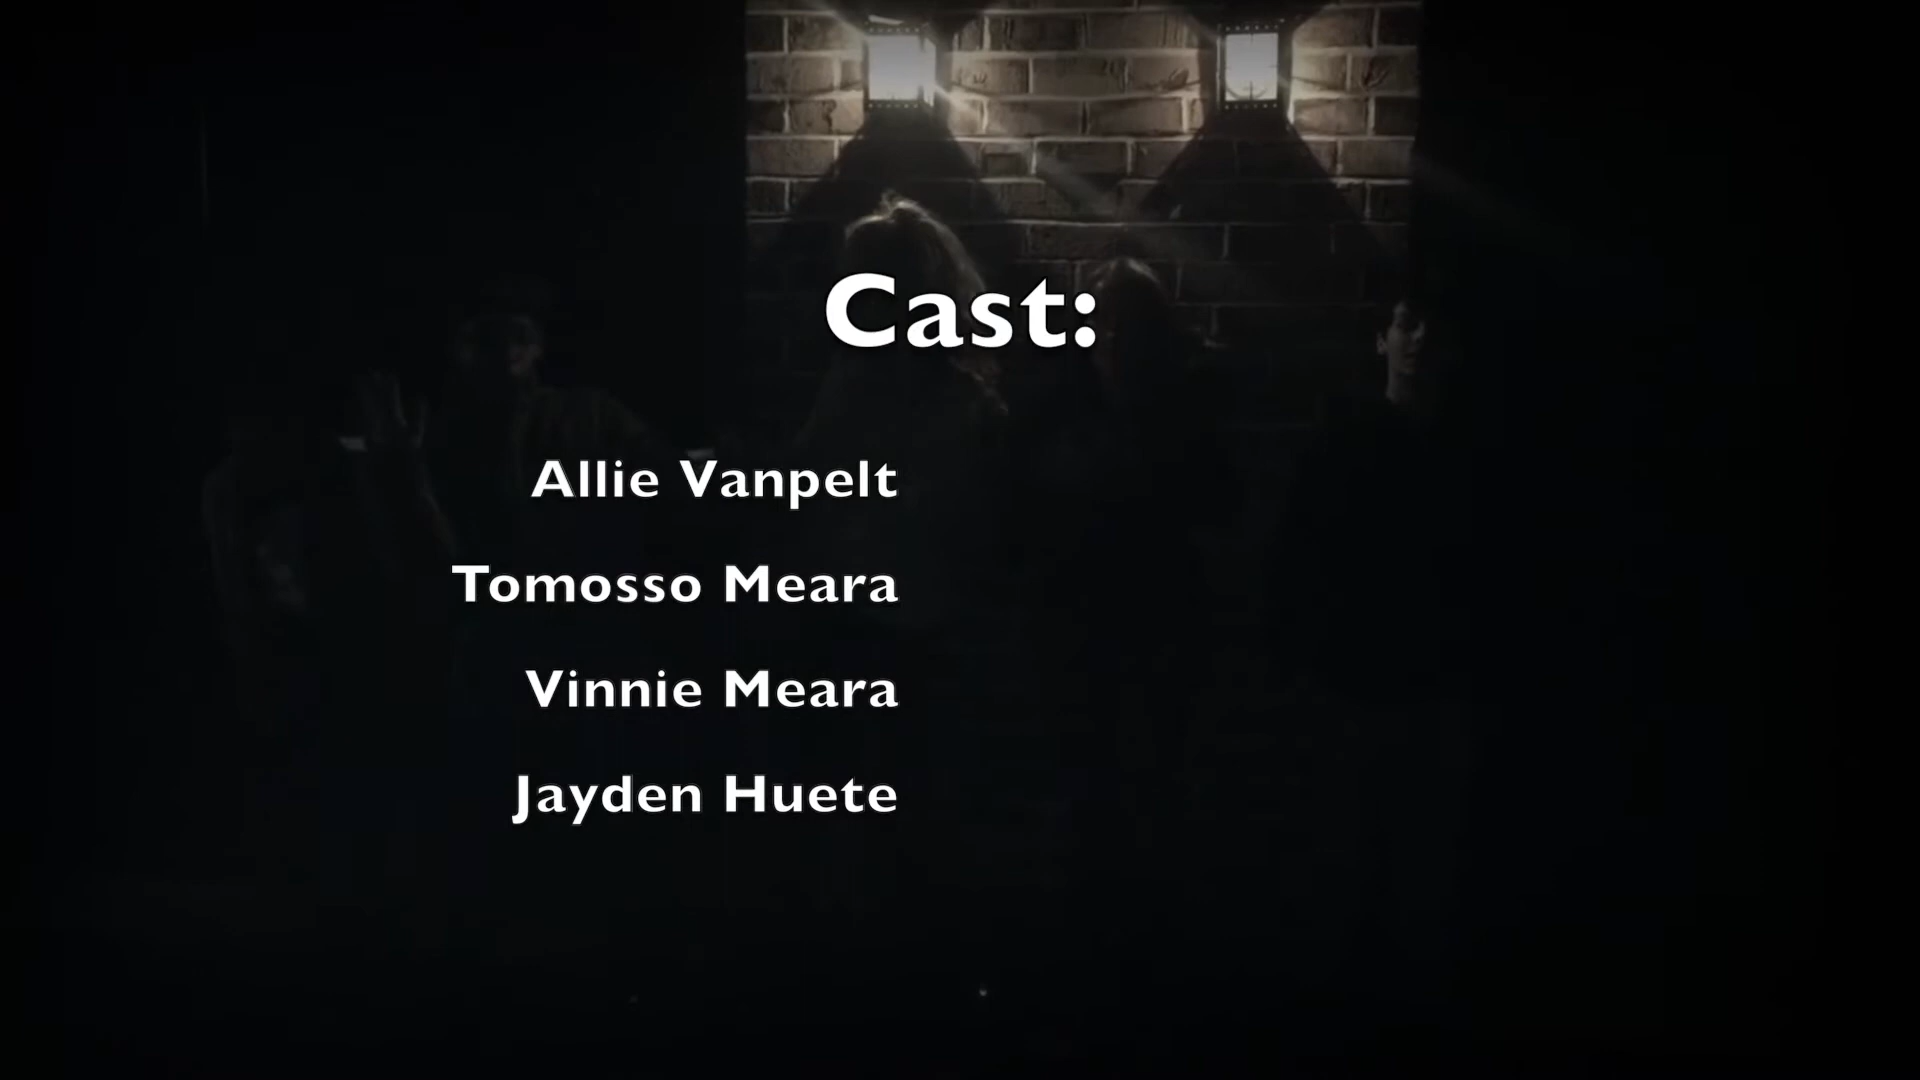 Cast:
Allie Vanpelt
Tomosso Meara
Vinnie Meara
Jayden Huete